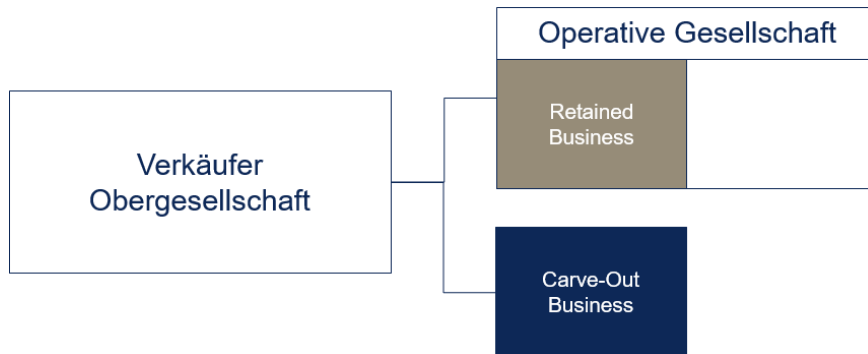 Operative Gesellschaft
Verkäufer
Obergesellschaft
Retained
Business
Carve-Out
Business